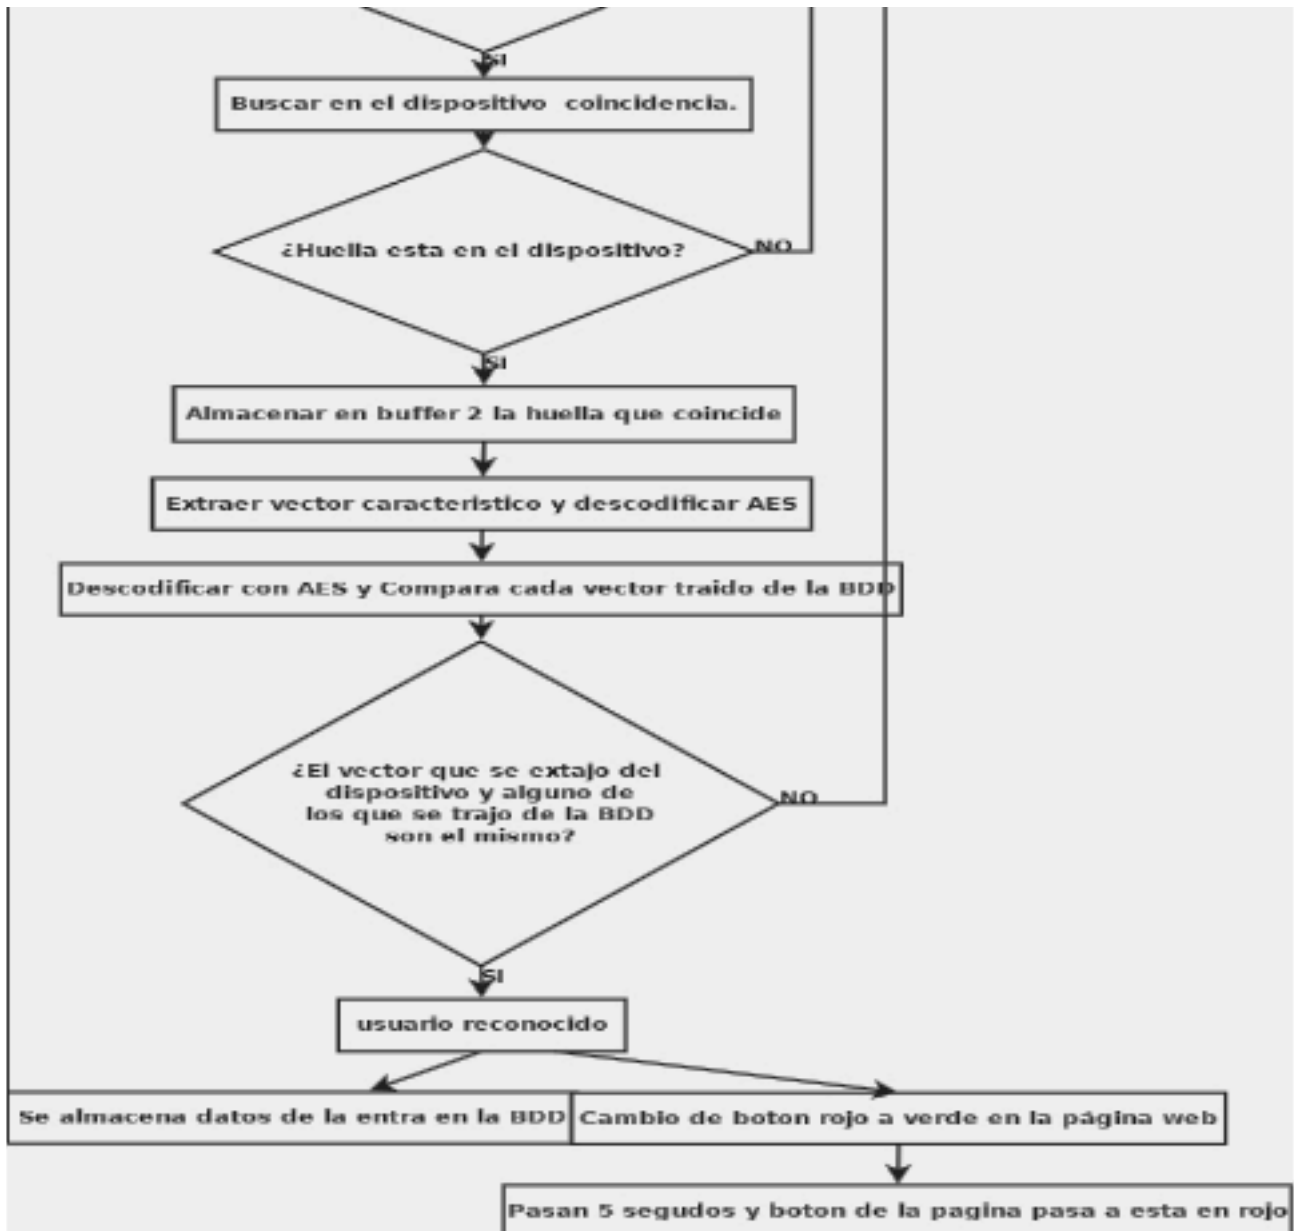 SI
Buscar en el dispositivo coincidencia.
¿Huella esta en el dispositivo?
NO
SI
Almacenar en buffer 2 la huella que coincide
Extraer vector caracteristico y descodificar AES
Descodificar con AES y Compara cada vector traido de la BDD
¿El vector que se extajo del
dispositivo y alguno de
los que se trajo de la BDD
son el mismo?
NO
SI
usuario reconocido
Se almacena datos de la entra en la BDD
Cambio de boton rojo a verde en la página web
Pasan 5 segudos y boton de la pagina pasa a esta en rojo